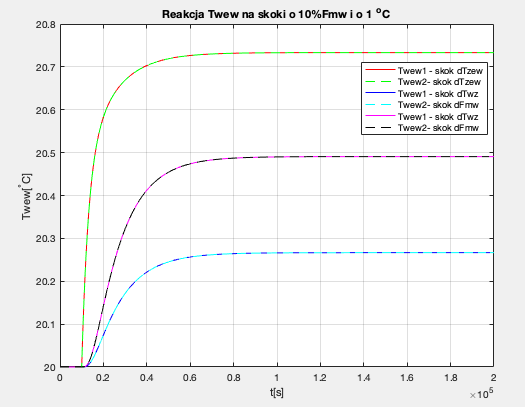 Reakcja Twew na skoki o 10%Fmw i o 1 °C
20.8
20.7
20.6
20.5
20.4
20.3
20.2
20.1
20
Twew[°C]
Twew1 - skok dTzew
Twew2- skok dTzew
Twew1 - skok dTwz
Twew2- skok dFmw
Twew1 - skok dTwz
Twew2- skok dFmw
0 0.2 0.4 0.6 0.8 1 1.2 1.4 1.6 1.8 2
t[s]
×10^5